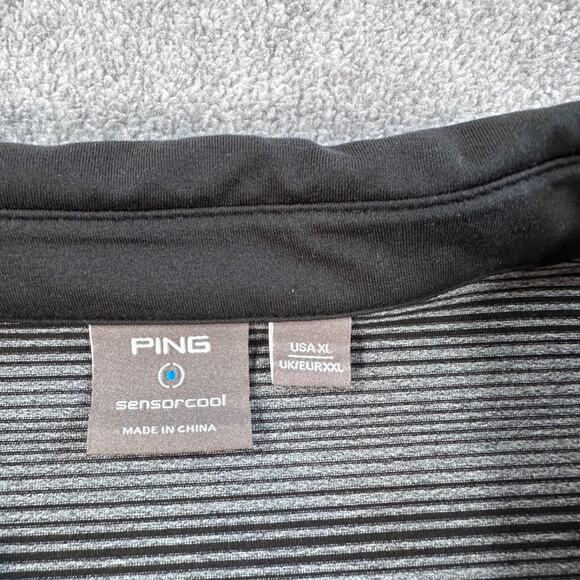 PING
sensorcool
MADE IN CHINA
USA XL
UK/EUR XXL